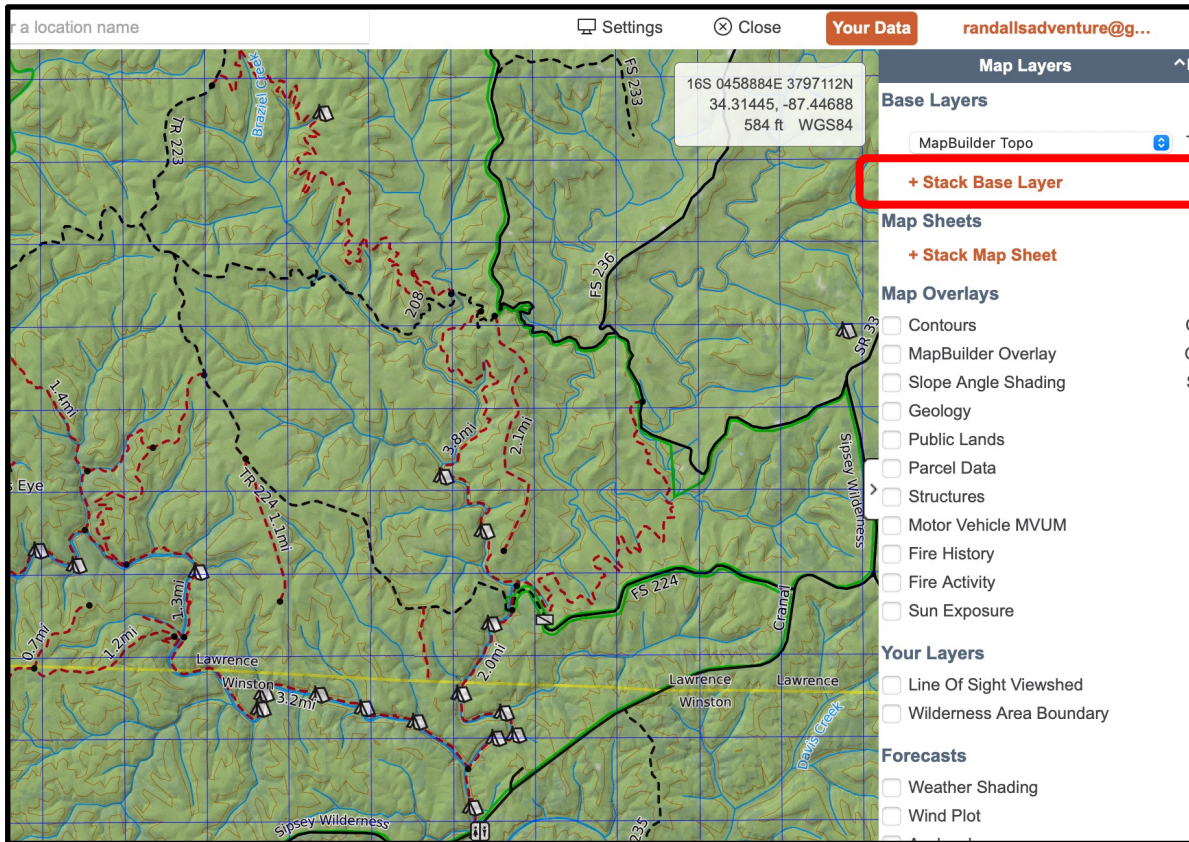 r a location name
Settings
Close
Your Data
randallsadventure@g...
16S 0458884E 3797112N
34.31445, -87.44688
584 ft WGS84
Map Layers
Base Layers
MapBuilder Topo
+ Stack Base Layer
Map Sheets
+ Stack Map Sheet
Map Overlays
Contours
MapBuilder Overlay
Slope Angle Shading
Geology
Public Lands
Parcel Data
Structures
Motor Vehicle MVUM
Fire History
Fire Activity
Sun Exposure
Your Layers
Line Of Sight Viewshed
Wilderness Area Boundary
Forecasts
Weather Shading
Wind Plot
Braziel Creek
TR 223
FS 233
FS 236
208
SR 33
1.4mi
3.8mi
2.1mi
s Eye
TR 224
1.1mi
Sipsey Wilderness
1.3mi
FS 224
Cranal
0.7mi
1.2mi
2.0mi
Lawrence
Winston
3.2mi
Lawrence
Winston
Lawrence
Davis Creek
Sipsey Wilderness
235